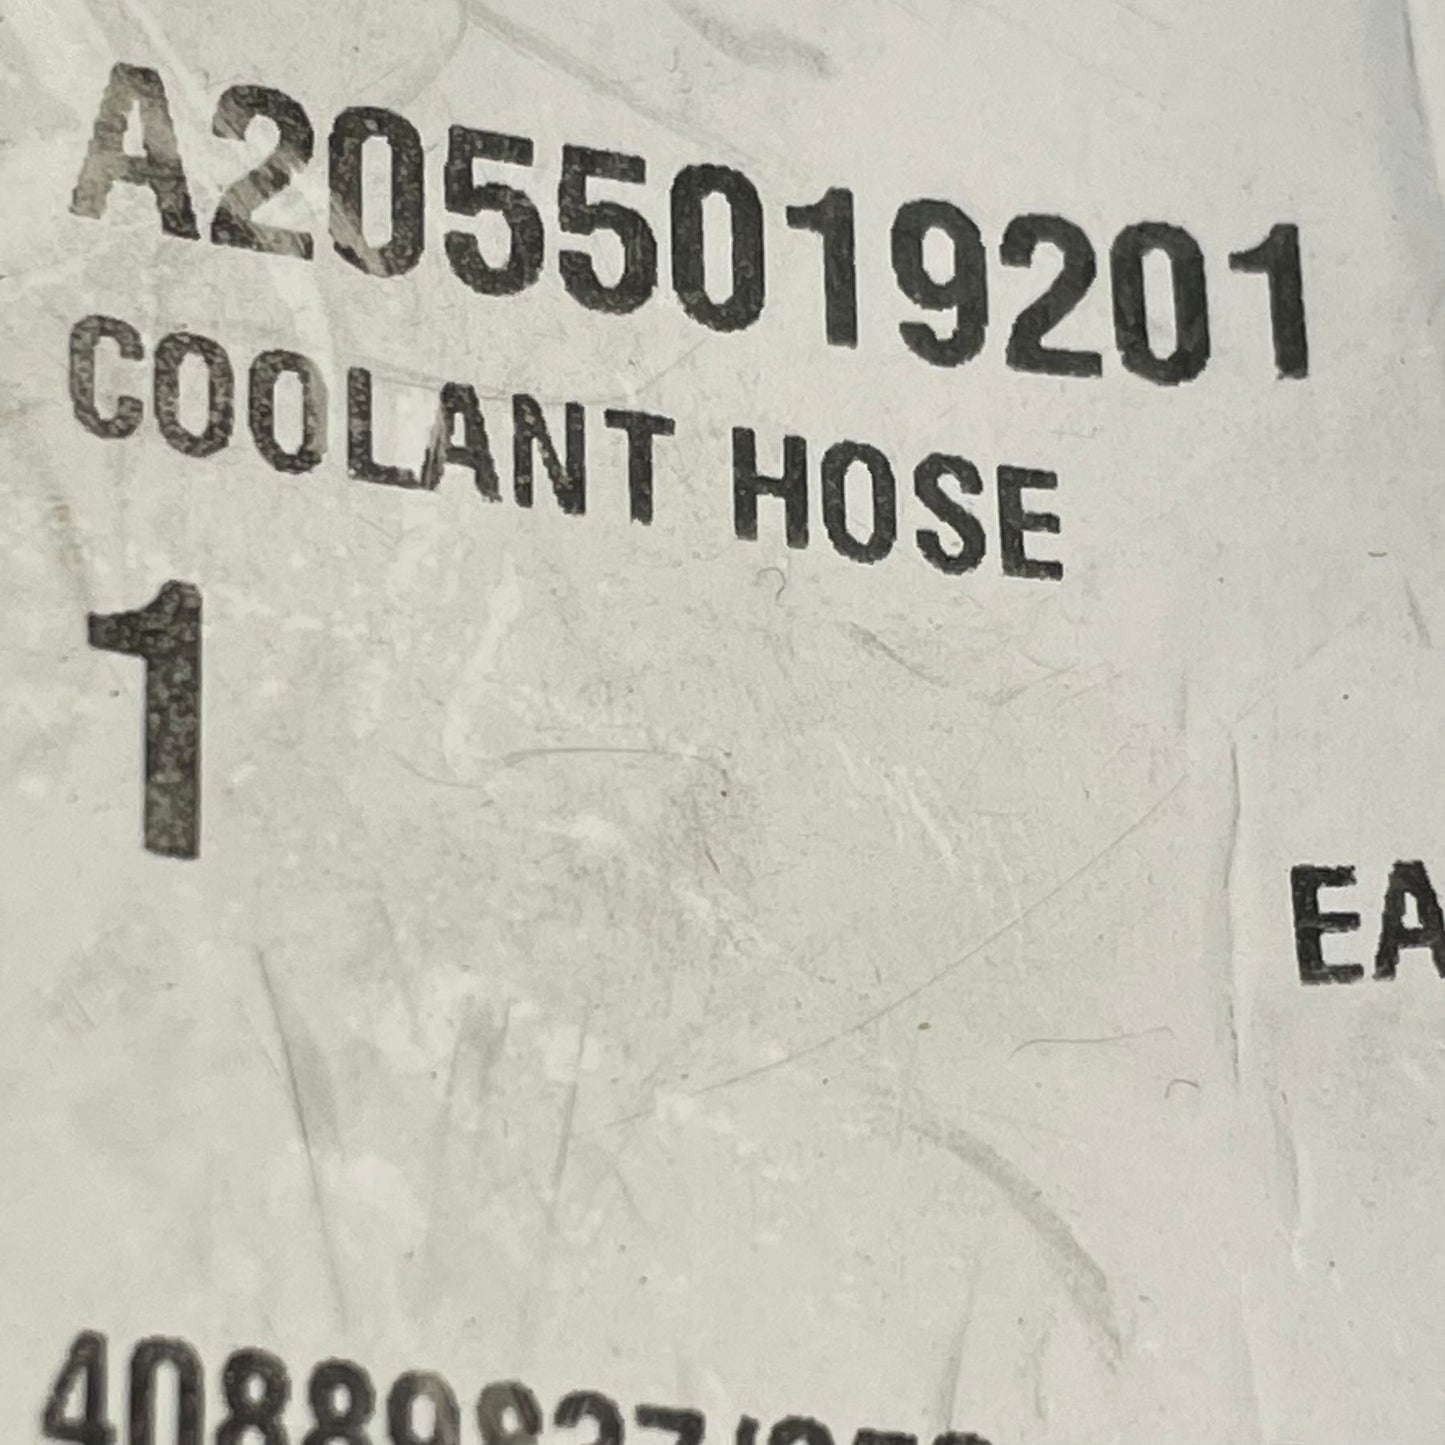 A2055019201
COOLANT HOSE
1
EA